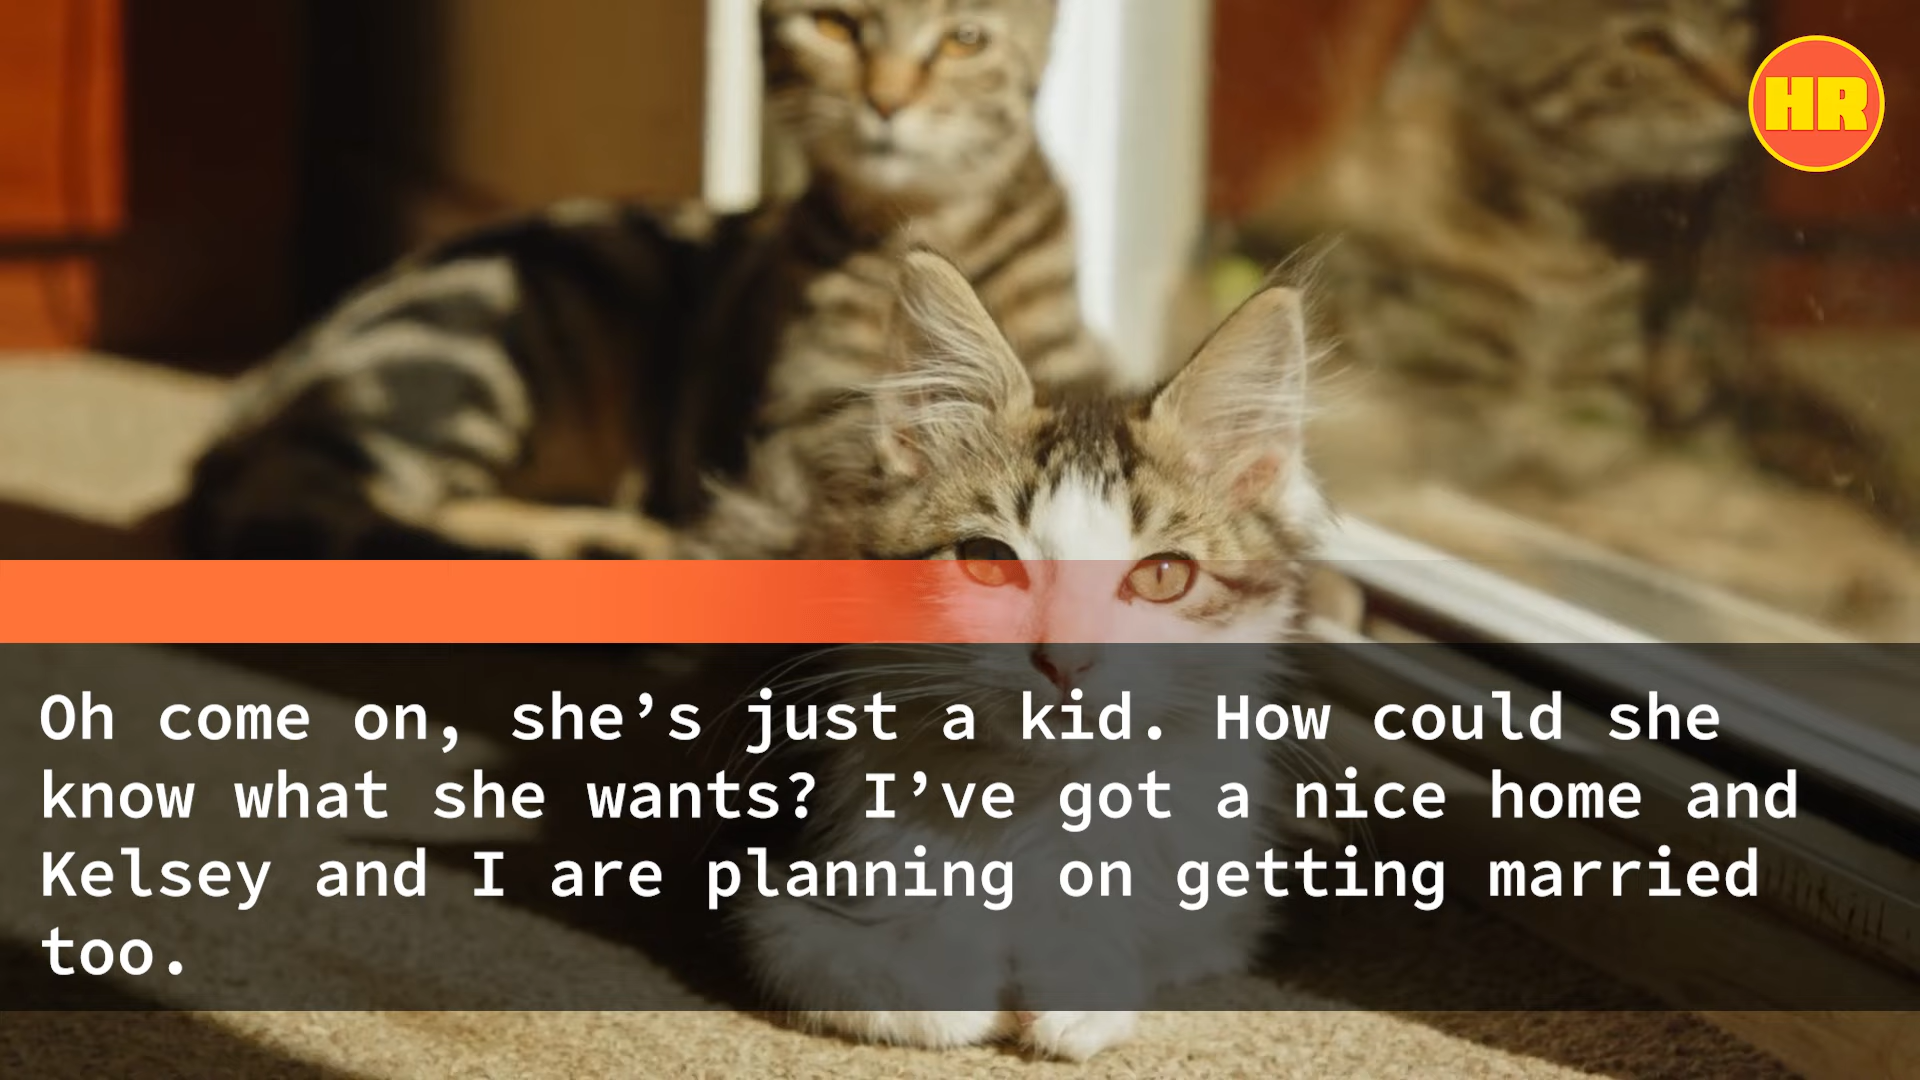 HR
Oh come on, she’s just a kid. How could she
know what she wants? I’ve got a nice home and
Kelsey and I are planning on getting married
too.